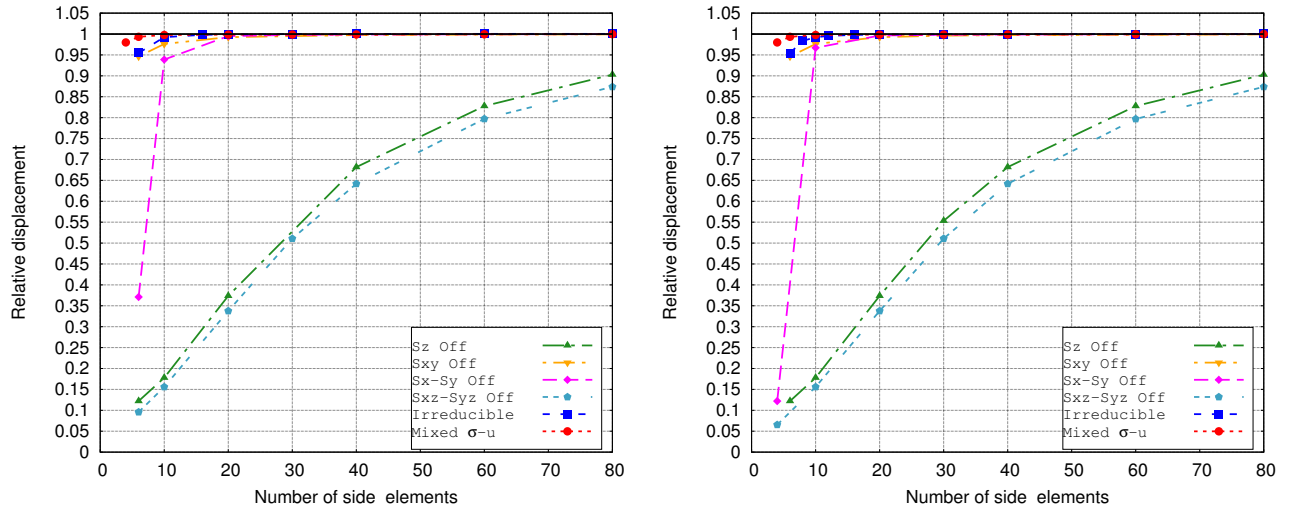 1.05
1
0.95
0.9
0.85
0.8
0.75
0.7
0.65
0.6
0.55
0.5
0.45
0.4
0.35
0.3
0.25
0.2
0.15
0.1
0.05
0
Relative displacement
Sz Off
Sxy Off
Sx-Sy Off
Sxz-Syz Off
Irreducible
Mixed σ-u
0 10 20 30 40 50 60 70 80
Number of side elements
1.05
1
0.95
0.9
0.85
0.8
0.75
0.7
0.65
0.6
0.55
0.5
0.45
0.4
0.35
0.3
0.25
0.2
0.15
0.1
0.05
0
Relative displacement
Sz Off
Sxy Off
Sx-Sy Off
Sxz-Syz Off
Irreducible
Mixed σ-u
0 10 20 30 40 50 60 70 80
Number of side elements